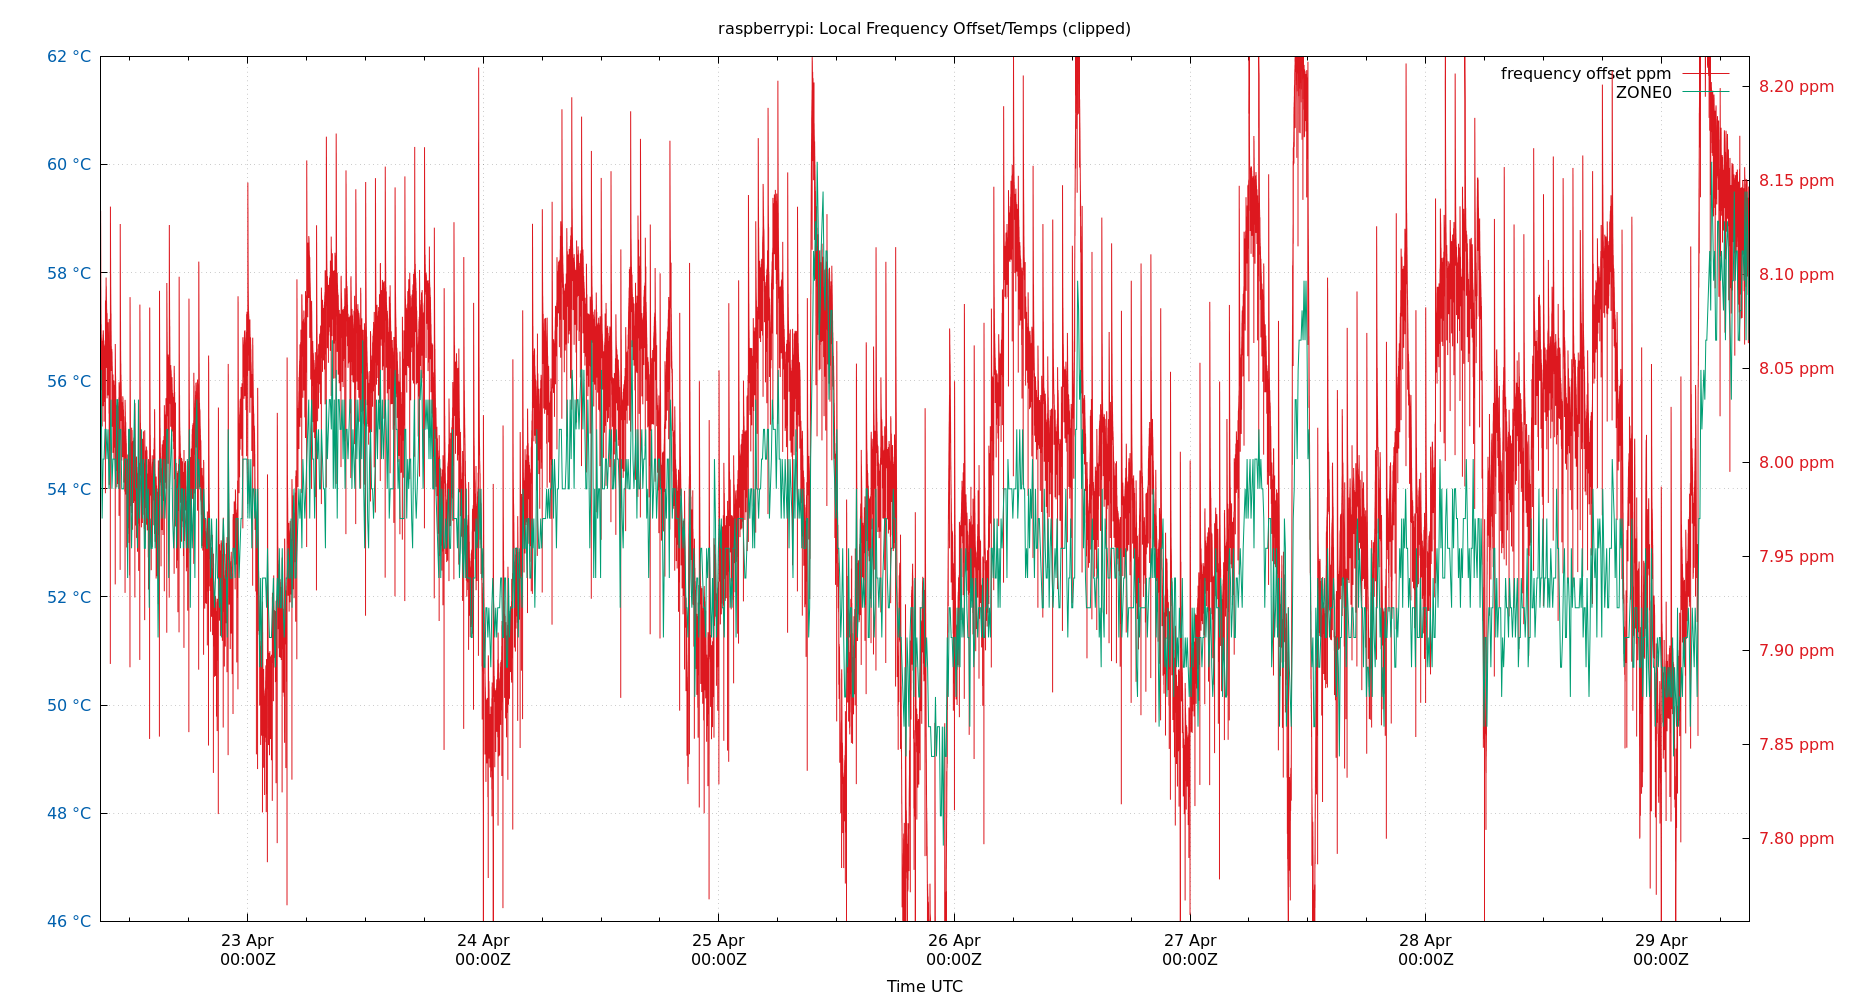 raspberrypi: Local Frequency Offset/Temps (clipped)
62 °C
60 °C
58 °C
56 °C
54 °C
52 °C
50 °C
48 °C
46 °C
frequency offset ppm
ZONE0
8.20 ppm
8.15 ppm
8.10 ppm
8.05 ppm
8.00 ppm
7.95 ppm
7.90 ppm
7.85 ppm
7.80 ppm
23 Apr 24 Apr 25 Apr 26 Apr 27 Apr 28 Apr 29 Apr
00:00Z 00:00Z 00:00Z 00:00Z 00:00Z 00:00Z 00:00Z
Time UTC